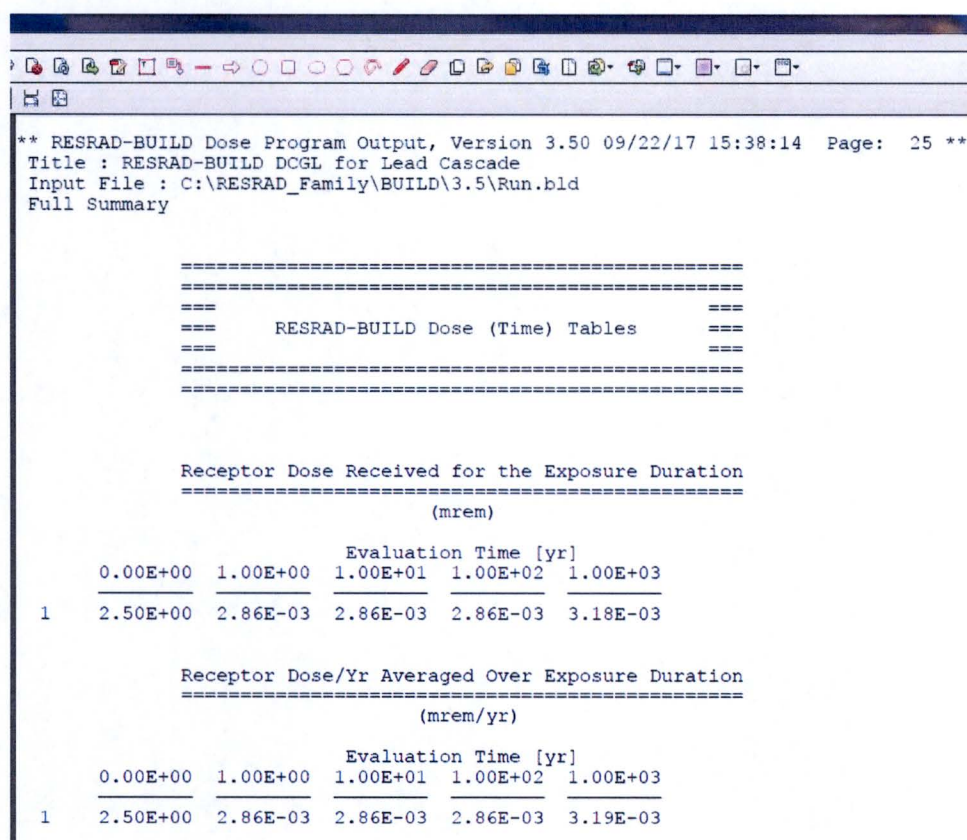 ** RESRAD-BUILD Dose Program Output, Version 3.50 09/22/17 15:38:14 Page: 25 **
Title : RESRAD-BUILD DCGL for Lead Cascade
Input File : C:\RESRAD_Family\BUILD\3.5\Run.bld
Full Summary
===============================================
===============================================
=== ===
=== RESRAD-BUILD Dose (Time) Tables ===
=== ===
===============================================
===============================================
Receptor Dose Received for the Exposure Duration
===============================================
(mrem)
Evaluation Time [yr]
0.00E+00 1.00E+00 1.00E+01 1.00E+02 1.00E+03
1 2.50E+00 2.86E-03 2.86E-03 2.86E-03 3.18E-03
Receptor Dose/Yr Averaged Over Exposure Duration
===============================================
(mrem/yr)
Evaluation Time [yr]
0.00E+00 1.00E+00 1.00E+01 1.00E+02 1.00E+03
1 2.50E+00 2.86E-03 2.86E-03 2.86E-03 3.19E-03